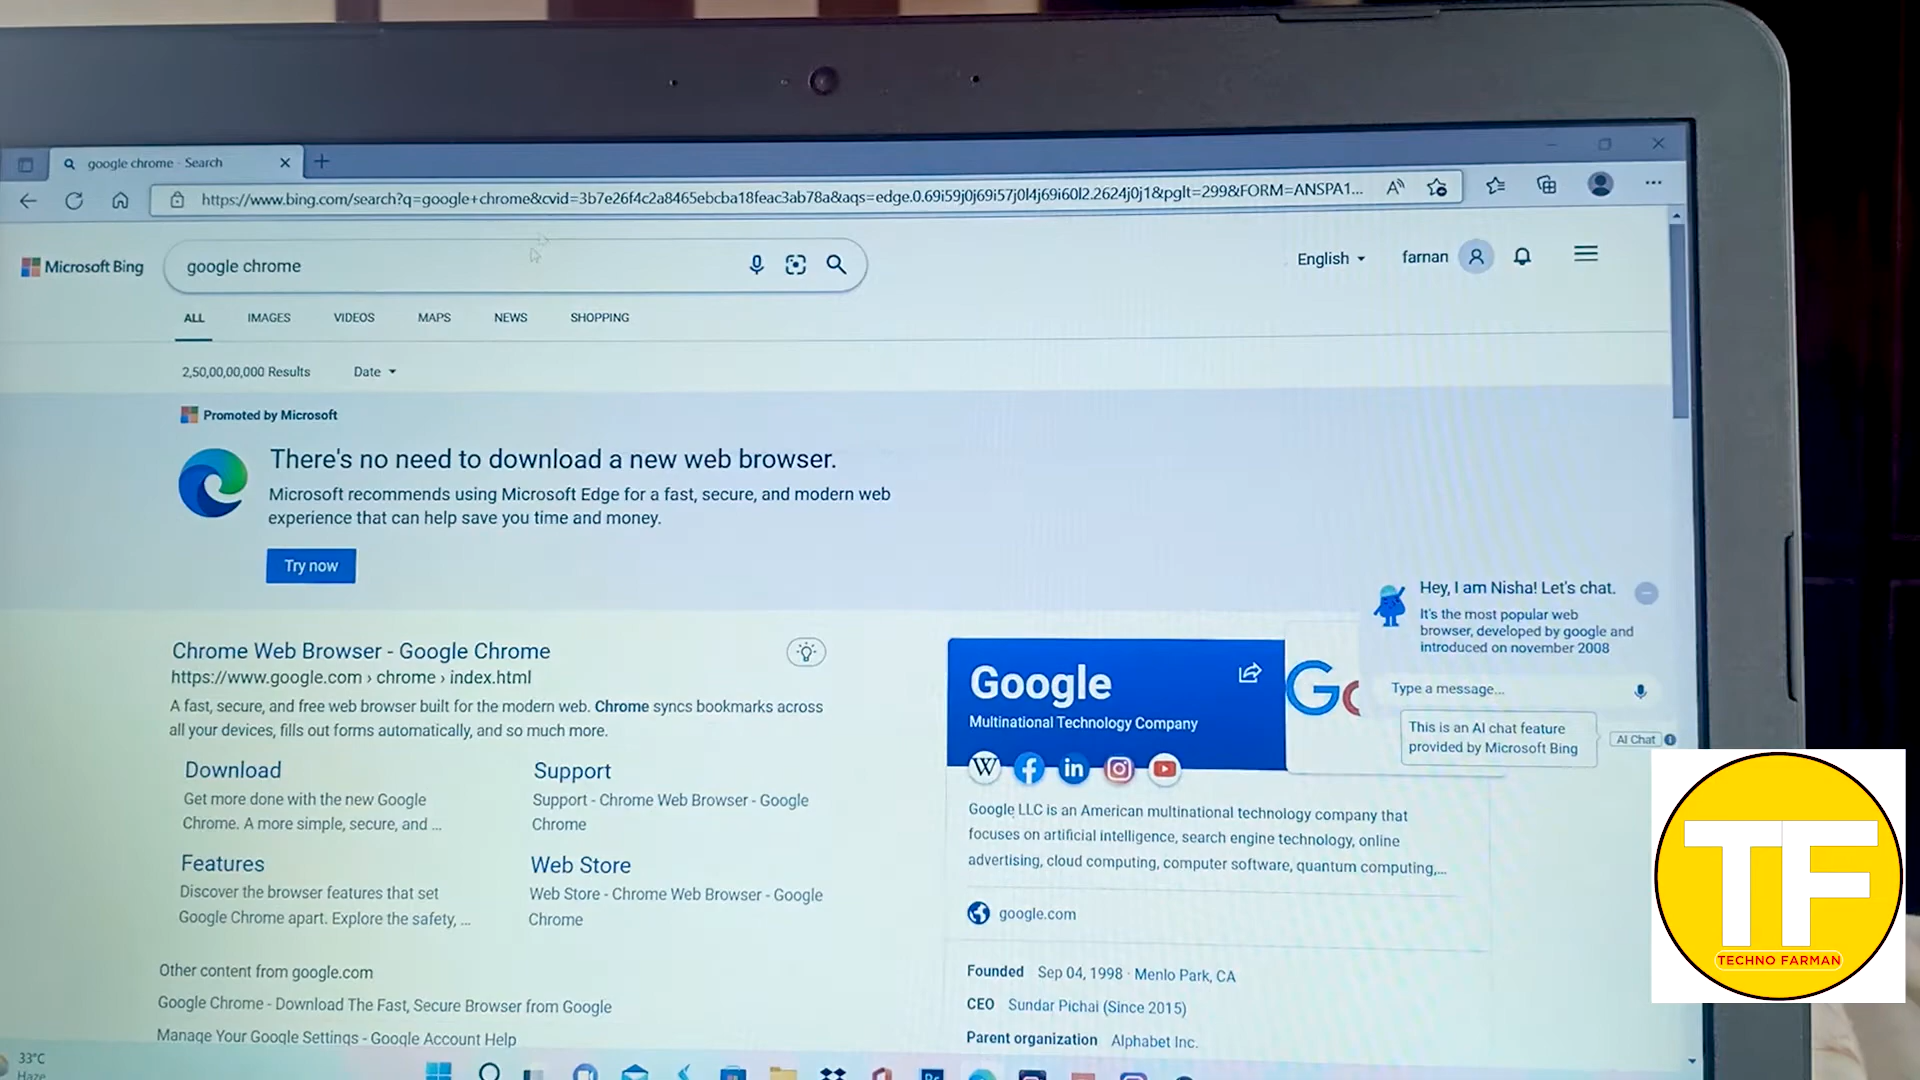 google chrome - Search
https://www.bing.com/search?q=google+chrome&cvid=3b7e26f4c2a8465ebcba18feac3ab78a&aqs=edge.0.69i59j0j69i57j0l4j69i60l2.2624j0j1&pglt=299&FORM=ANSPA1...
Microsoft Bing
google chrome
English
farnan
ALL IMAGES VIDEOS MAPS NEWS SHOPPING
2,50,00,00,000 Results Date
Promoted by Microsoft
There's no need to download a new web browser.
Microsoft recommends using Microsoft Edge for a fast, secure, and modern web
experience that can help save you time and money.
Try now
Hey, I am Nisha! Let's chat.
It's the most popular web
browser, developed by google and
introduced on november 2008
Type a message...
This is an AI chat feature
provided by Microsoft Bing
AI Chat
Chrome Web Browser - Google Chrome
https://www.google.com › chrome › index.html
A fast, secure, and free web browser built for the modern web. Chrome syncs bookmarks across
all your devices, fills out forms automatically, and so much more.
Download
Get more done with the new Google
Chrome. A more simple, secure, and ...
Support
Support - Chrome Web Browser - Google
Chrome
Features
Discover the browser features that set
Google Chrome apart. Explore the safety, ...
Web Store
Web Store - Chrome Web Browser - Google
Chrome
Other content from google.com
Google Chrome - Download The Fast, Secure Browser from Google
Manage Your Google Settings - Google Account Help
Google
Multinational Technology Company
Go
W
in
Google LLC is an American multinational technology company that
focuses on artificial intelligence, search engine technology, online
advertising, cloud computing, computer software, quantum computing,...
google.com
Founded Sep 04, 1998 · Menlo Park, CA
CEO Sundar Pichai (Since 2015)
Parent organization Alphabet Inc.
33°C
Haze
TF
TECHNO FARMAN